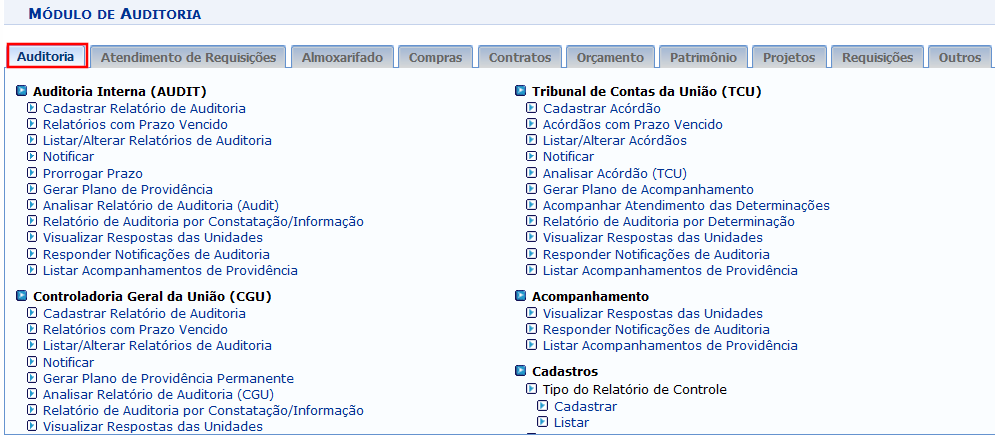 MÓDULO DE AUDITORIA
Auditoria Atendimento de Requisições Almoxarifado Compras Contratos Orçamento Patrimônio Projetos Requisições Outros
Auditoria Interna (AUDIT)
Cadastrar Relatório de Auditoria
Relatórios com Prazo Vencido
Listar/Alterar Relatórios de Auditoria
Notificar
Prorrogar Prazo
Gerar Plano de Providência
Analisar Relatório de Auditoria (Audit)
Relatório de Auditoria por Constatação/Informação
Visualizar Respostas das Unidades
Responder Notificações de Auditoria
Listar Acompanhamentos de Providência
Controladoria Geral da União (CGU)
Cadastrar Relatório de Auditoria
Relatórios com Prazo Vencido
Listar/Alterar Relatórios de Auditoria
Notificar
Gerar Plano de Providência Permanente
Analisar Relatório de Auditoria (CGU)
Relatório de Auditoria por Constatação/Informação
Visualizar Respostas das Unidades
Tribunal de Contas da União (TCU)
Cadastrar Acórdão
Acórdãos com Prazo Vencido
Listar/Alterar Acórdãos
Notificar
Analisar Acórdão (TCU)
Gerar Plano de Acompanhamento
Acompanhar Atendimento das Determinações
Relatório de Auditoria por Determinação
Visualizar Respostas das Unidades
Responder Notificações de Auditoria
Listar Acompanhamentos de Providência
Acompanhamento
Visualizar Respostas das Unidades
Responder Notificações de Auditoria
Listar Acompanhamentos de Providência
Cadastros
Tipo do Relatório de Controle
Cadastrar
Listar